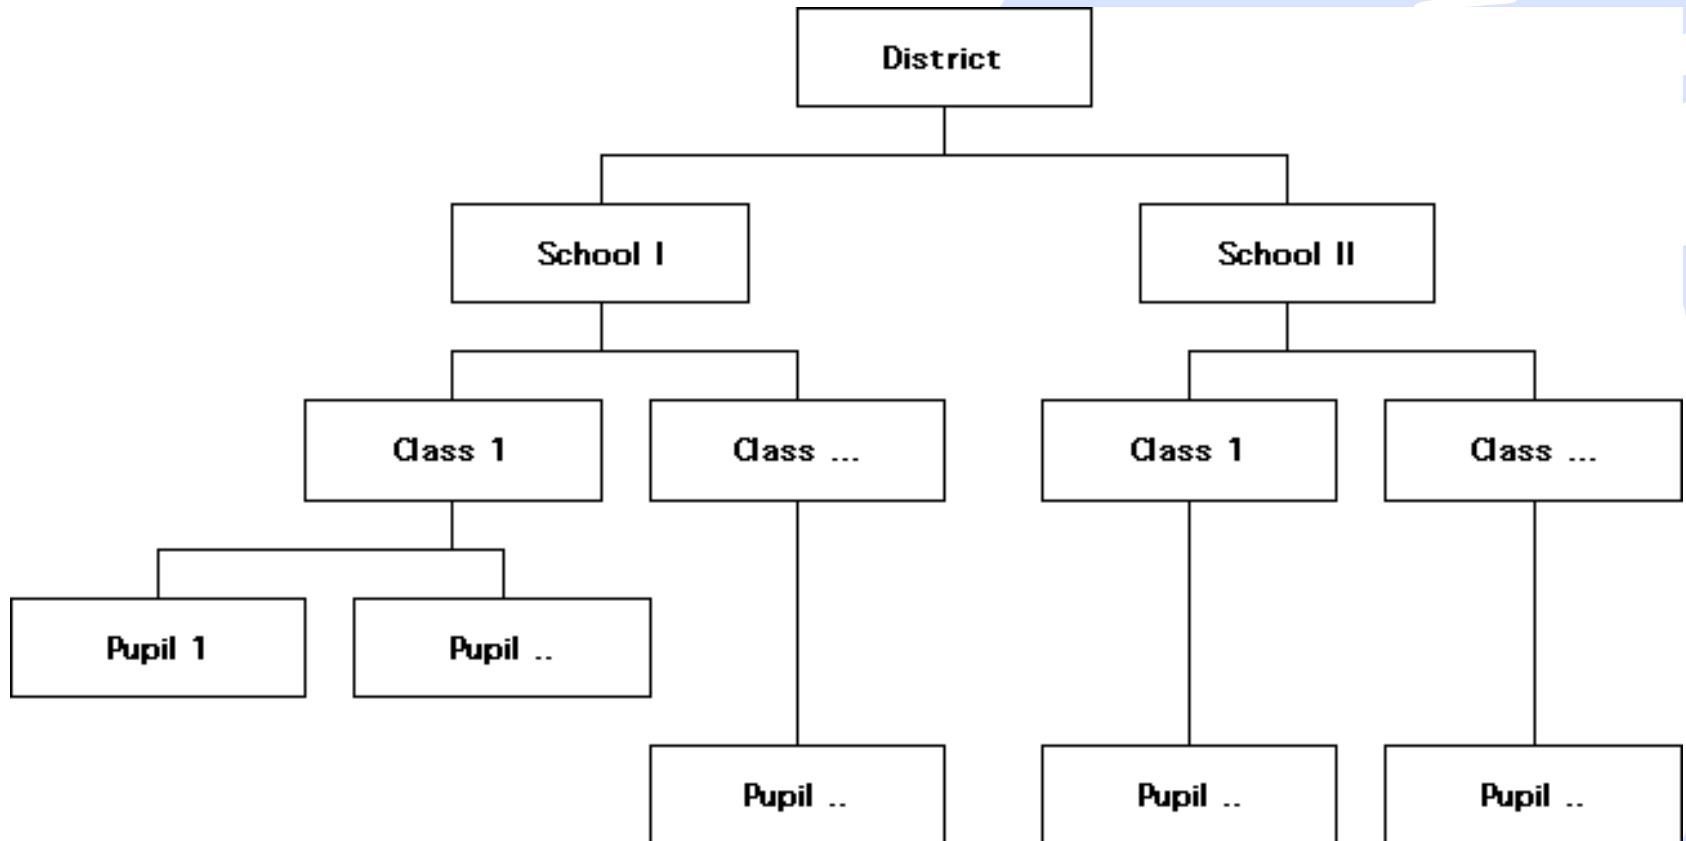 District
School I
School II
Class 1
Class ...
Class 1
Class ...
Pupil 1
Pupil ..
Pupil ..
Pupil ..
Pupil ..